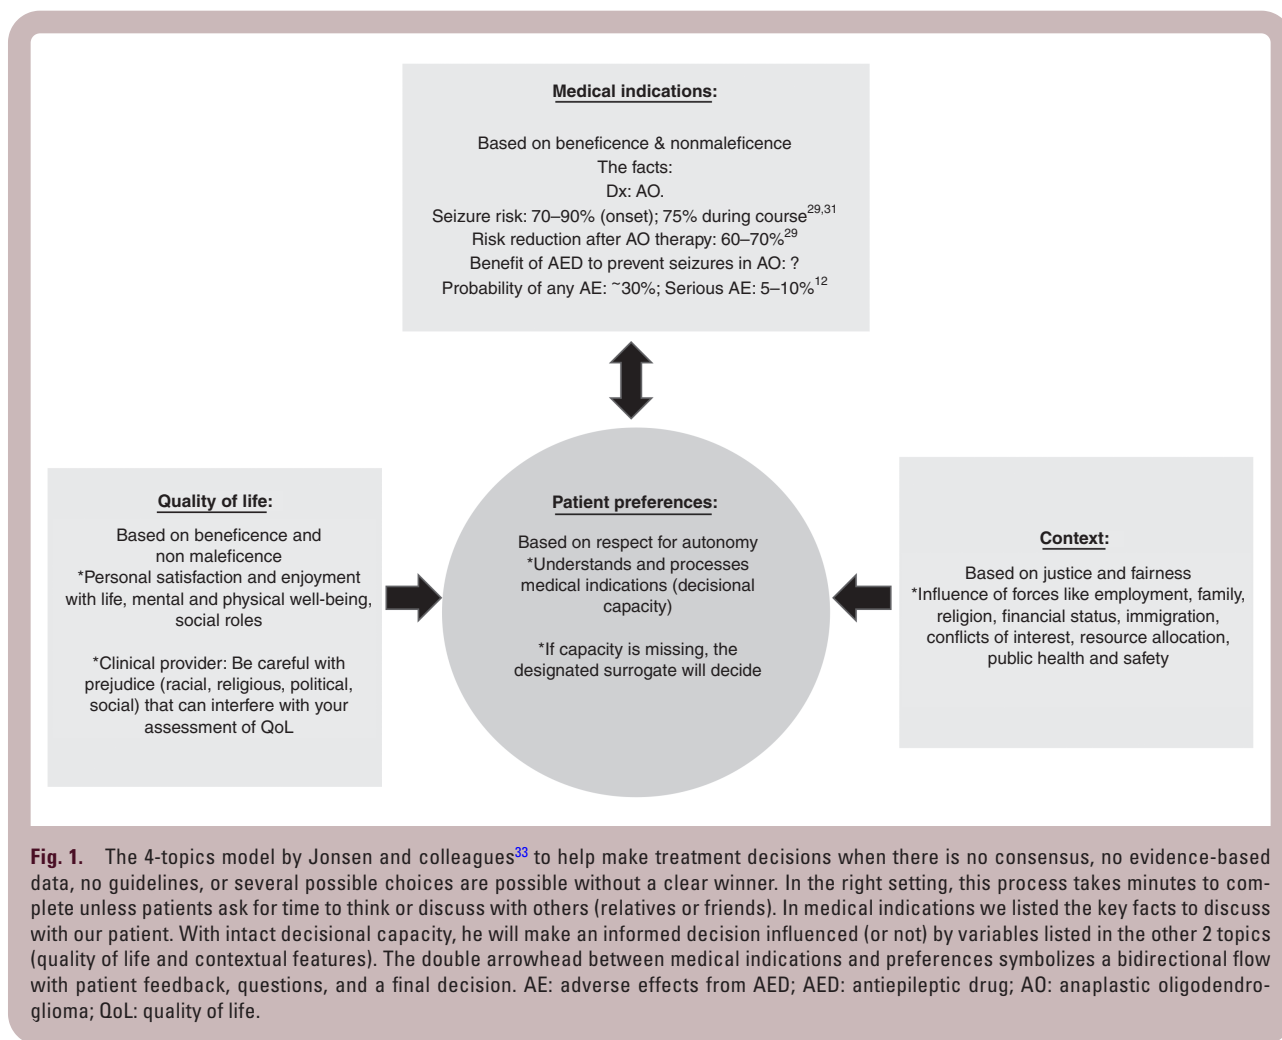 Medical indications:
Based on beneficence & nonmaleficence
The facts:
Dx: AO.
Seizure risk: 70–90% (onset); 75% during course29,31
Risk reduction after AO therapy: 60–70%29
Benefit of AED to prevent seizures in AO: ?
Probability of any AE: ~30%; Serious AE: 5–10%12
Quality of life:
Based on beneficence and
non maleficence
*Personal satisfaction and enjoyment
with life, mental and physical well-being,
social roles
*Clinical provider: Be careful with
prejudice (racial, religious, political,
social) that can interfere with your
assessment of QoL
Patient preferences:
Based on respect for autonomy
*Understands and processes
medical indications (decisional
capacity)
*If capacity is missing, the
designated surrogate will decide
Context:
Based on justice and fairness
*Influence of forces like employment, family,
religion, financial status, immigration,
conflicts of interest, resource allocation,
public health and safety
Fig. 1. The 4-topics model by Jonsen and colleagues33 to help make treatment decisions when there is no consensus, no evidence-based
data, no guidelines, or several possible choices are possible without a clear winner. In the right setting, this process takes minutes to com-
plete unless patients ask for time to think or discuss with others (relatives or friends). In medical indications we listed the key facts to discuss
with our patient. With intact decisional capacity, he will make an informed decision influenced (or not) by variables listed in the other 2 topics
(quality of life and contextual features). The double arrowhead between medical indications and preferences symbolizes a bidirectional flow
with patient feedback, questions, and a final decision. AE: adverse effects from AED; AED: antiepileptic drug; AO: anaplastic oligodendro-
glioma; QoL: quality of life.